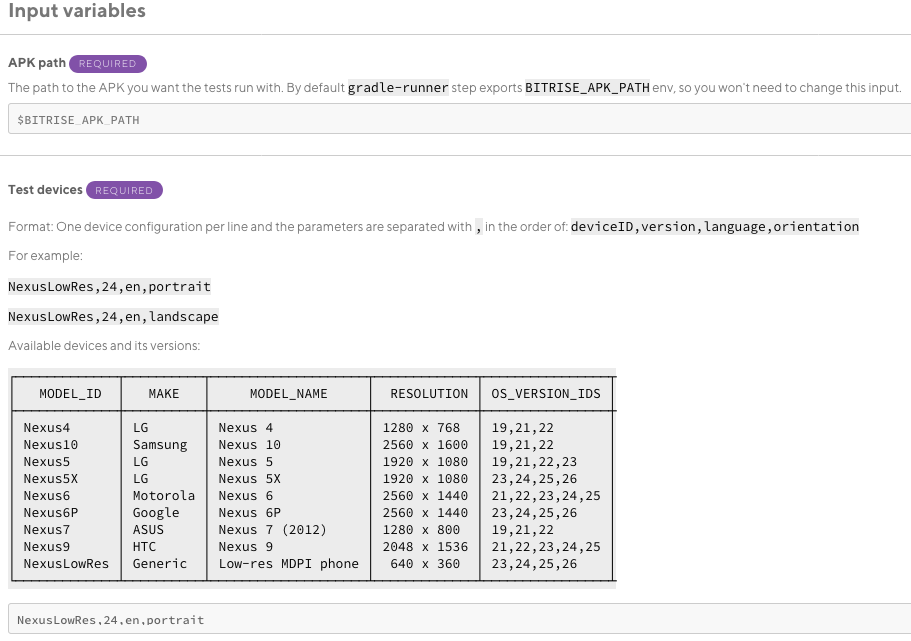 Input variables
APK path REQUIRED
The path to the APK you want the tests run with. By default gradle-runner step exports BITRISE_APK_PATH env, so you won't need to change this input.
$BITRISE_APK_PATH
Test devices REQUIRED
Format: One device configuration per line and the parameters are separated with , in the order of: deviceID,version,language,orientation
For example:
NexusLowRes,24,en,portrait
NexusLowRes,24,en,landscape
Available devices and its versions:
MODEL_ID MAKE MODEL_NAME RESOLUTION OS_VERSION_IDS
Nexus4 LG Nexus 4 1280 x 768 19,21,22
Nexus10 Samsung Nexus 10 2560 x 1600 19,21,22
Nexus5 LG Nexus 5 1920 x 1080 19,21,22,23
Nexus5X LG Nexus 5X 1920 x 1080 23,24,25,26
Nexus6 Motorola Nexus 6 2560 x 1440 21,22,23,24,25
Nexus6P Google Nexus 6P 2560 x 1440 23,24,25,26
Nexus7 ASUS Nexus 7 (2012) 1280 x 800 19,21,22
Nexus9 HTC Nexus 9 2048 x 1536 21,22,23,24,25
NexusLowRes Generic Low-res MDPI phone 640 x 360 23,24,25,26
NexusLowRes,24,en,portrait